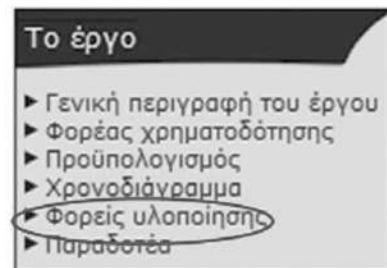 Το έργο
Γενική περιγραφή του έργου
Φορέας χρηματοδότησης
Προϋπολογισμός
Χρονοδιάγραμμα
Φορείς υλοποίησης
Παραδοτέα